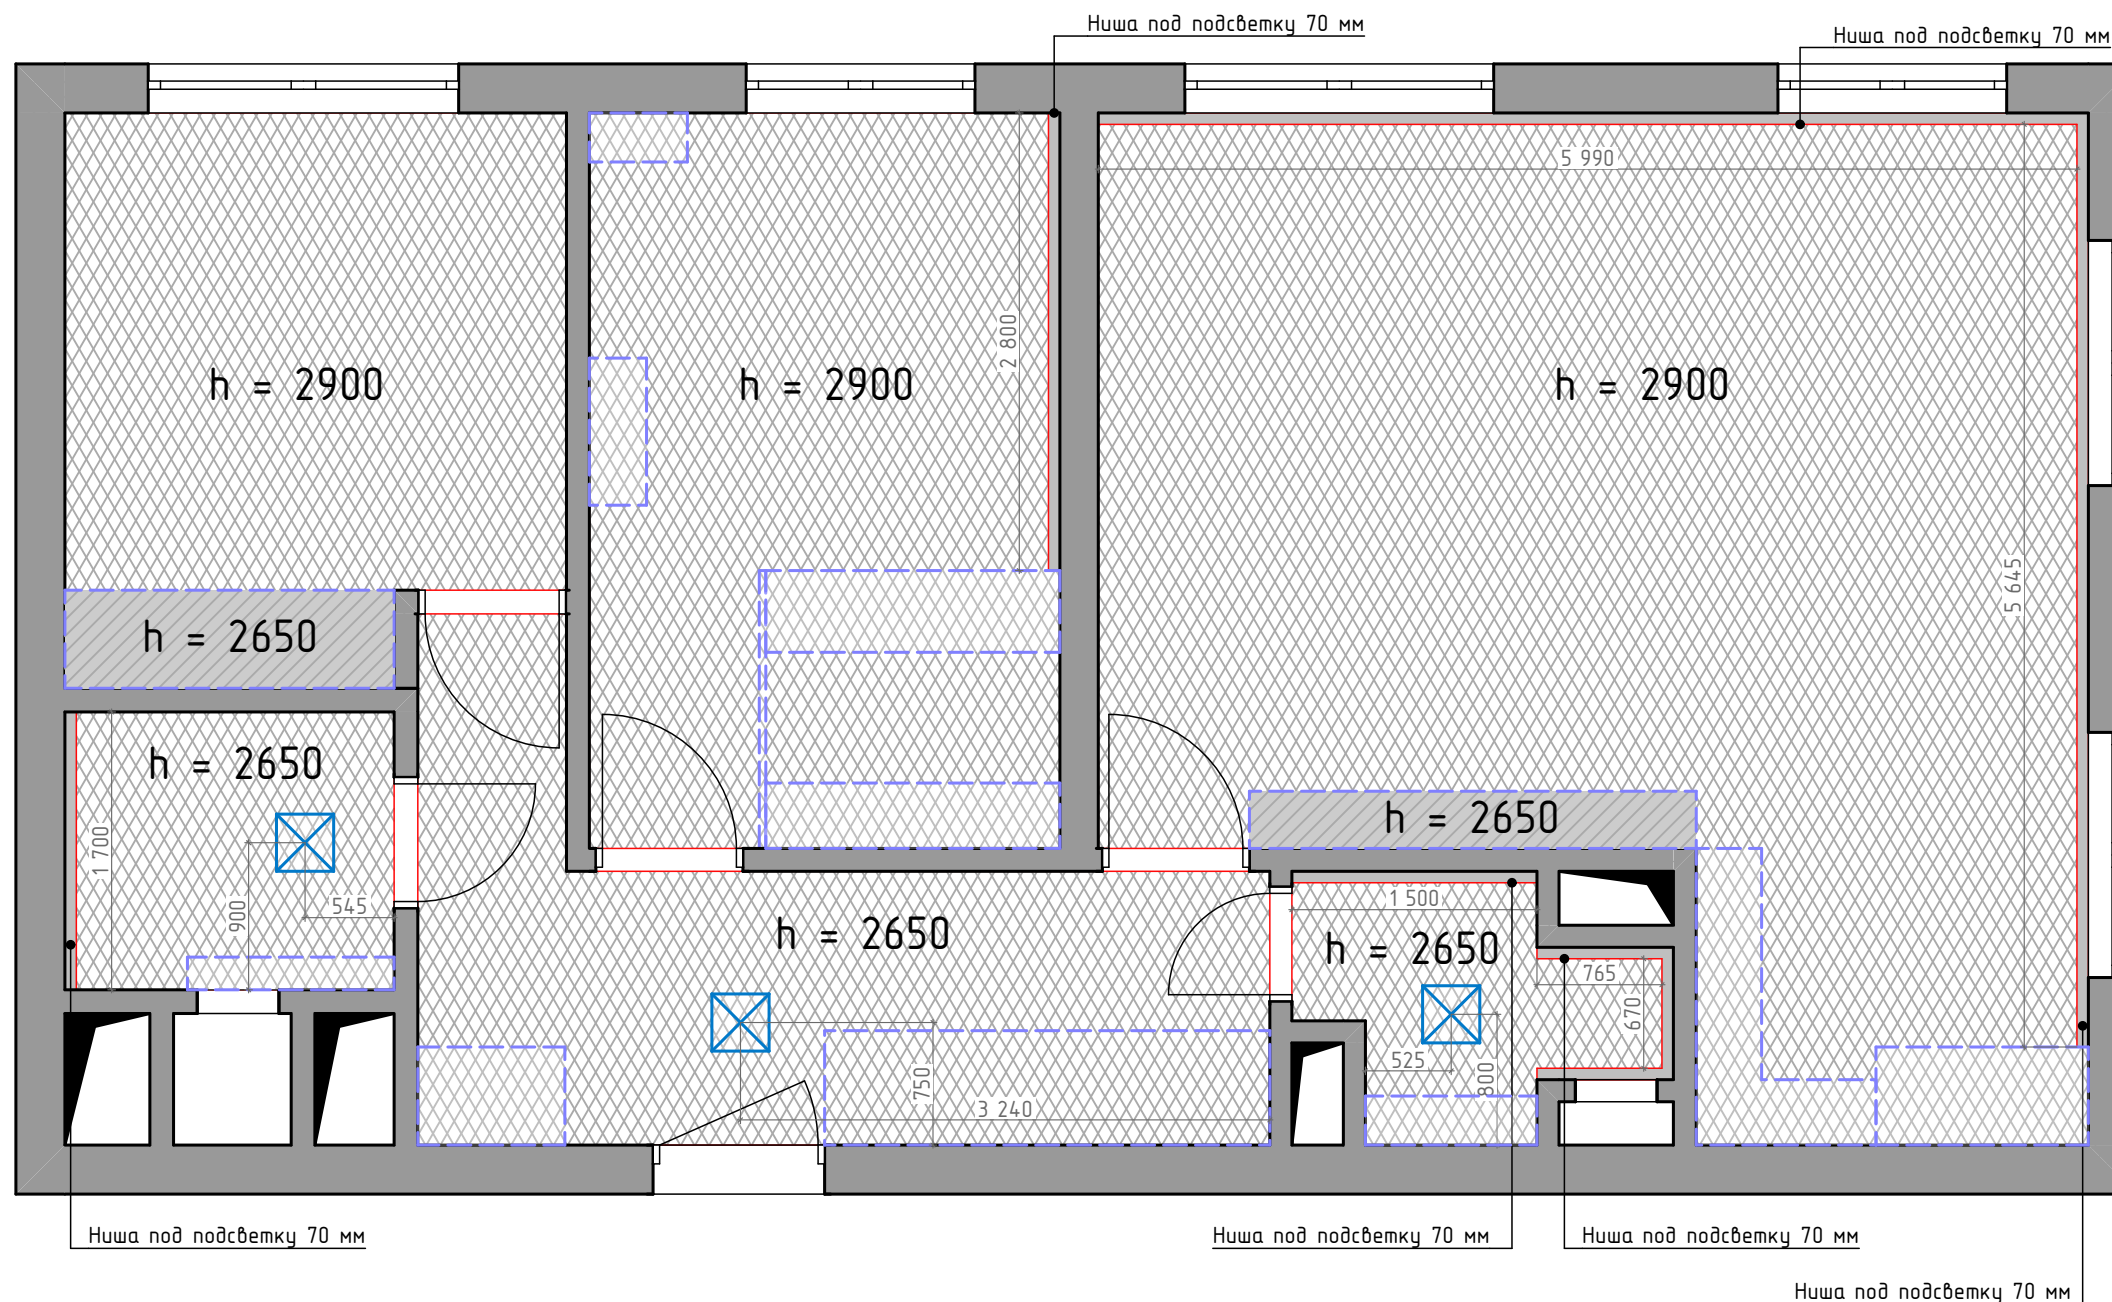 Ниша под подсветку 70 мм
Ниша под подсветку 70 мм
5 990
2 800
h = 2900
h = 2900
h = 2900
5 645
h = 2650
h = 2650
h = 2650
1 700
900
545
h = 2650
1 500
h = 2650
765
670
525
800
750
3 240
Ниша под подсветку 70 мм
Ниша под подсветку 70 мм
Ниша под подсветку 70 мм
Ниша под подсветку 70 мм